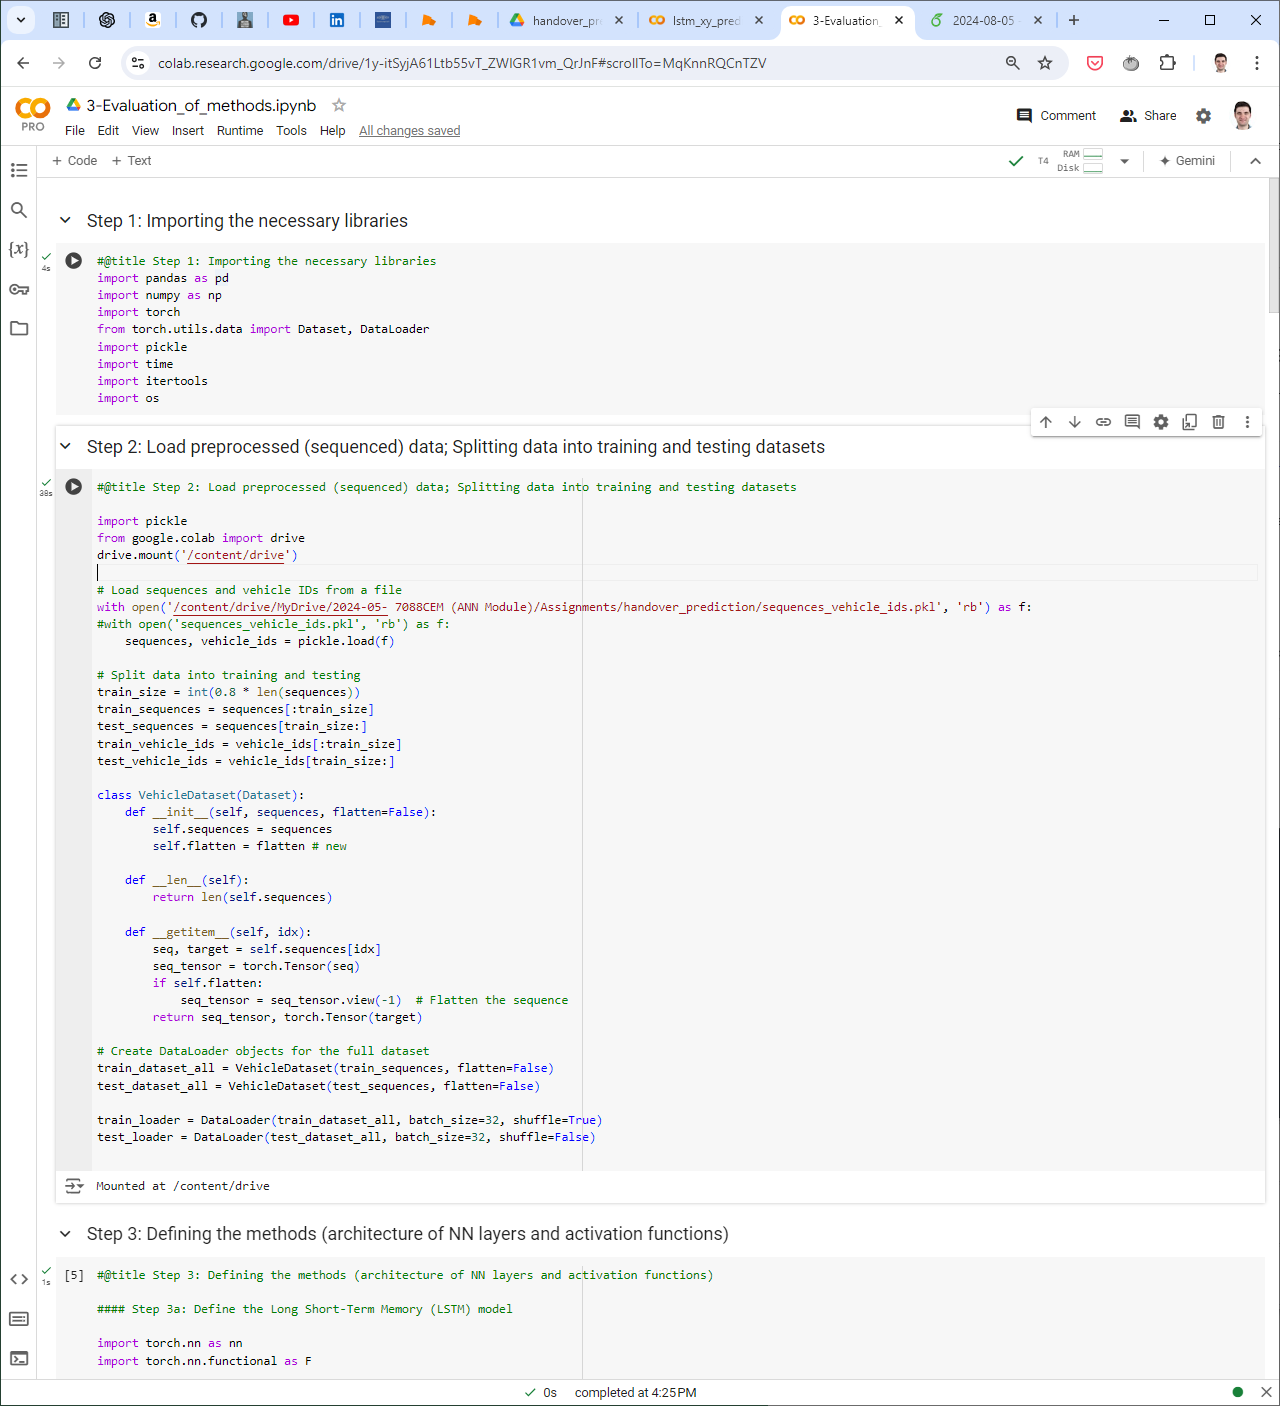 handover_pr
lstm_xy_pred
3-Evaluation_
2024-08-05
colab.research.google.com/drive/1y-itSyjA61Ltb55vT_ZWIGR1vm_QrJnF#scrollTo=MqKnnRQCnTZV
PRO
3-Evaluation_of_methods.ipynb
File Edit View Insert Runtime Tools Help All changes saved
Comment
Share
+ Code + Text
T4
RAM
Disk
Gemini
Step 1: Importing the necessary libraries
4s
#@title Step 1: Importing the necessary libraries
import pandas as pd
import numpy as np
import torch
from torch.utils.data import Dataset, DataLoader
import pickle
import time
import itertools
import os
Step 2: Load preprocessed (sequenced) data; Splitting data into training and testing datasets
38s
#@title Step 2: Load preprocessed (sequenced) data; Splitting data into training and testing datasets
import pickle
from google.colab import drive
drive.mount('/content/drive')
# Load sequences and vehicle IDs from a file
with open('/content/drive/MyDrive/2024-05- 7088CEM (ANN Module)/Assignments/handover_prediction/sequences_vehicle_ids.pkl', 'rb') as f:
#with open('sequences_vehicle_ids.pkl', 'rb') as f:
    sequences, vehicle_ids = pickle.load(f)
# Split data into training and testing
train_size = int(0.8 * len(sequences))
train_sequences = sequences[:train_size]
test_sequences = sequences[train_size:]
train_vehicle_ids = vehicle_ids[:train_size]
test_vehicle_ids = vehicle_ids[train_size:]
class VehicleDataset(Dataset):
    def __init__(self, sequences, flatten=False):
        self.sequences = sequences
        self.flatten = flatten # new
    def __len__(self):
        return len(self.sequences)
    def __getitem__(self, idx):
        seq, target = self.sequences[idx]
        seq_tensor = torch.Tensor(seq)
        if self.flatten:
            seq_tensor = seq_tensor.view(-1)  # Flatten the sequence
        return seq_tensor, torch.Tensor(target)
# Create DataLoader objects for the full dataset
train_dataset_all = VehicleDataset(train_sequences, flatten=False)
test_dataset_all = VehicleDataset(test_sequences, flatten=False)
train_loader = DataLoader(train_dataset_all, batch_size=32, shuffle=True)
test_loader = DataLoader(test_dataset_all, batch_size=32, shuffle=False)
Mounted at /content/drive
Step 3: Defining the methods (architecture of NN layers and activation functions)
1s
[5] #@title Step 3: Defining the methods (architecture of NN layers and activation functions)
#### Step 3a: Define the Long Short-Term Memory (LSTM) model
import torch.nn as nn
import torch.nn.functional as F
0s completed at 4:25 PM